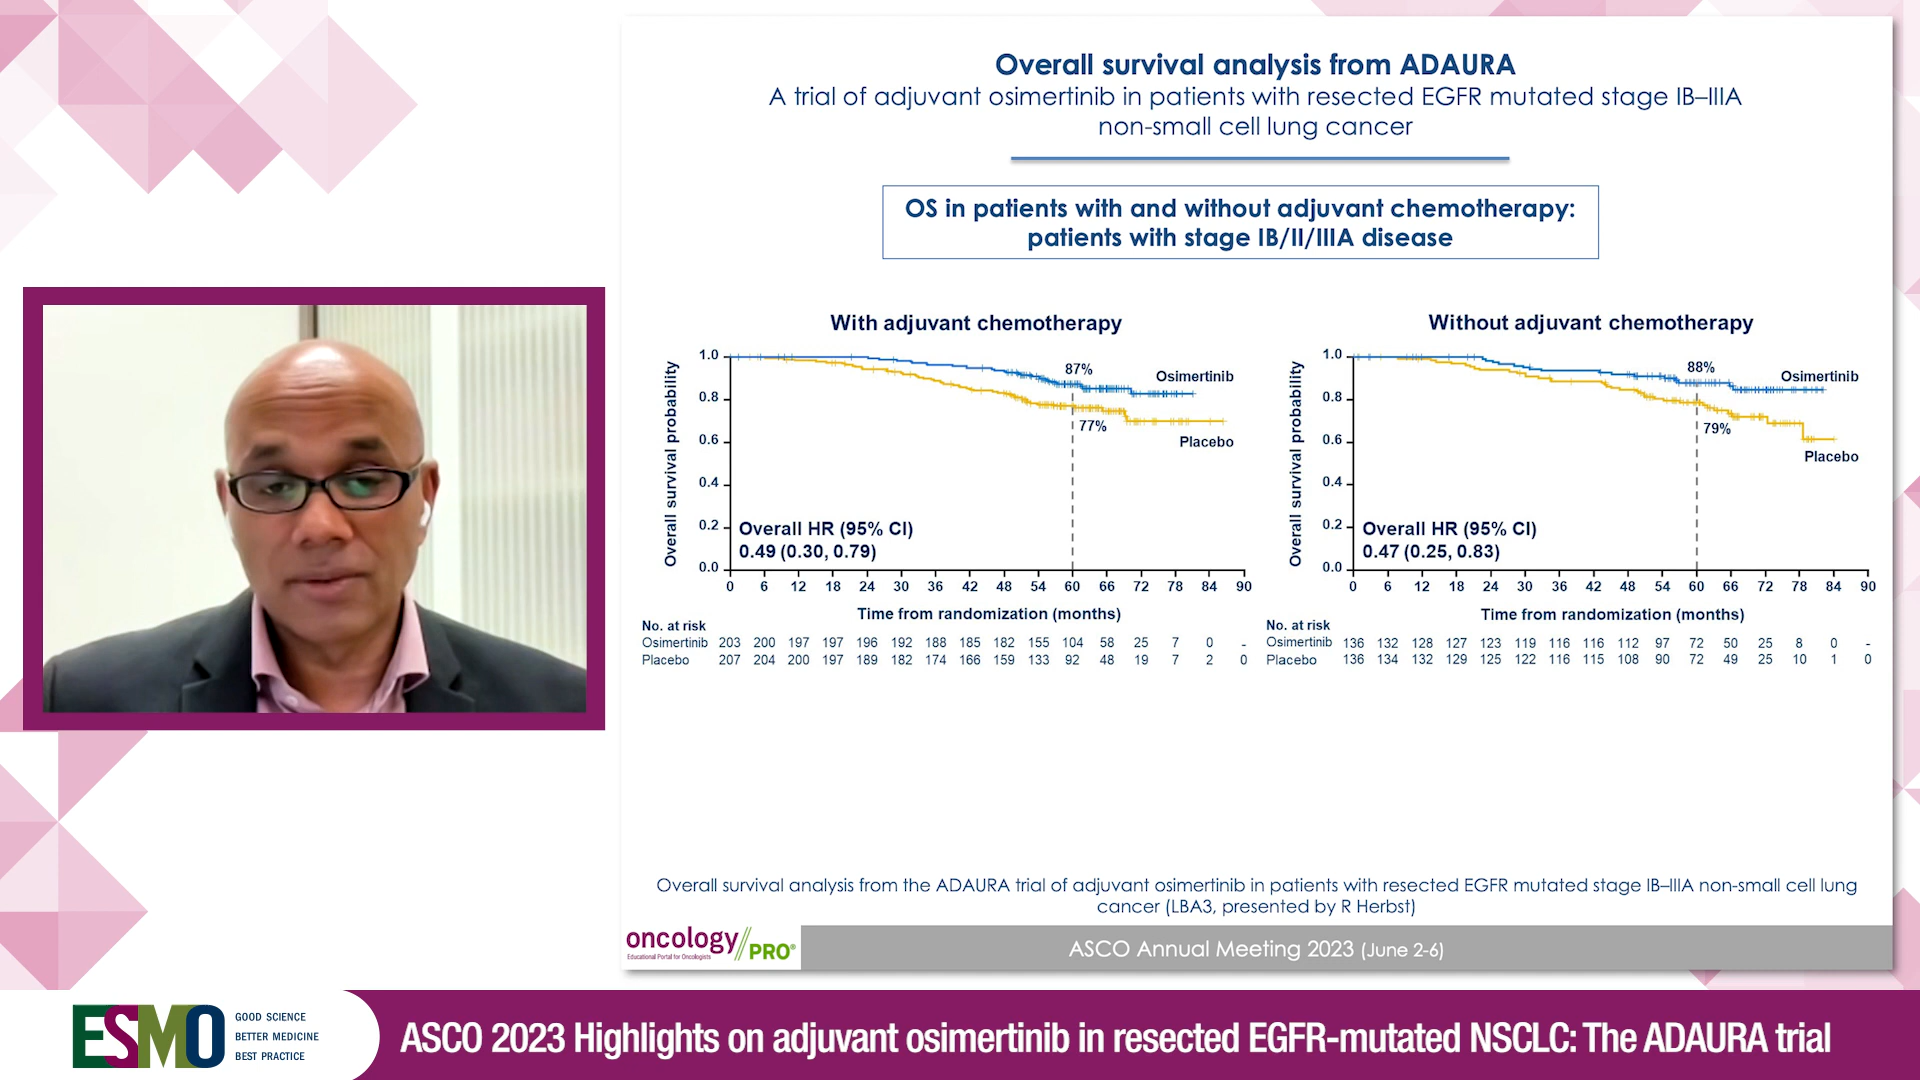 Overall survival analysis from ADAURA
A trial of adjuvant osimertinib in patients with resected EGFR mutated stage IB–IIIA
non-small cell lung cancer
OS in patients with and without adjuvant chemotherapy:
patients with stage IB/II/IIIA disease
With adjuvant chemotherapy
Overall survival probability
1.0
0.8
0.6
0.4
0.2
0.0
87%
77%
Osimertinib
Placebo
Overall HR (95% CI)
0.49 (0.30, 0.79)
0 6 12 18 24 30 36 42 48 54 60 66 72 78 84 90
Time from randomization (months)
No. at risk
Osimertinib 203 200 197 197 196 192 188 185 182 155 104 58 25 7 0 -
Placebo 207 204 200 197 189 182 174 166 159 133 92 48 19 7 2 0
Without adjuvant chemotherapy
Overall survival probability
1.0
0.8
0.6
0.4
0.2
0.0
88%
79%
Osimertinib
Placebo
Overall HR (95% CI)
0.47 (0.25, 0.83)
0 6 12 18 24 30 36 42 48 54 60 66 72 78 84 90
Time from randomization (months)
No. at risk
Osimertinib 136 132 128 127 123 119 116 116 112 97 72 50 25 8 0 -
Placebo 136 134 132 129 125 122 116 115 108 90 72 49 25 10 1 0
Overall survival analysis from the ADAURA trial of adjuvant osimertinib in patients with resected EGFR mutated stage IB–IIIA non-small cell lung
cancer (LBA3, presented by R Herbst)
oncology//PRO®
Educational Portal for Oncologists
ASCO Annual Meeting 2023 (June 2-6)
ESMO
GOOD SCIENCE
BETTER MEDICINE
BEST PRACTICE
ASCO 2023 Highlights on adjuvant osimertinib in resected EGFR-mutated NSCLC: The ADAURA trial